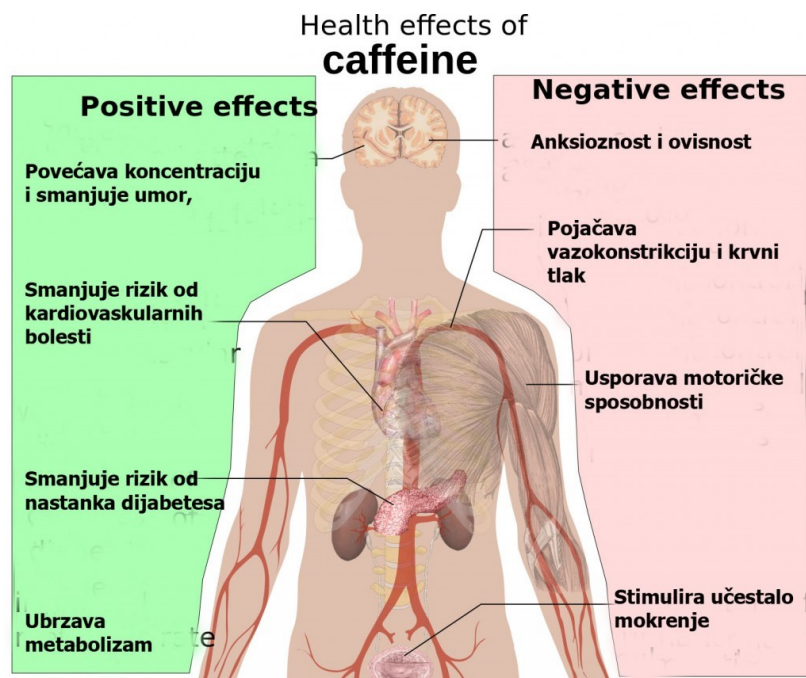 Health effects of
caffeine
Positive effects
Povećava koncentraciju
i smanjuje umor,
Smanjuje rizik od
kardiovaskularnih
bolesti
Smanjuje rizik od
nastanka dijabetesa
Ubrzava
metabolizam
Negative effects
Anksioznost i ovisnost
Pojačava
vazokonstrikciju i krvni
tlak
Usporava motoričke
sposobnosti
Stimulira učestalo
mokrenje